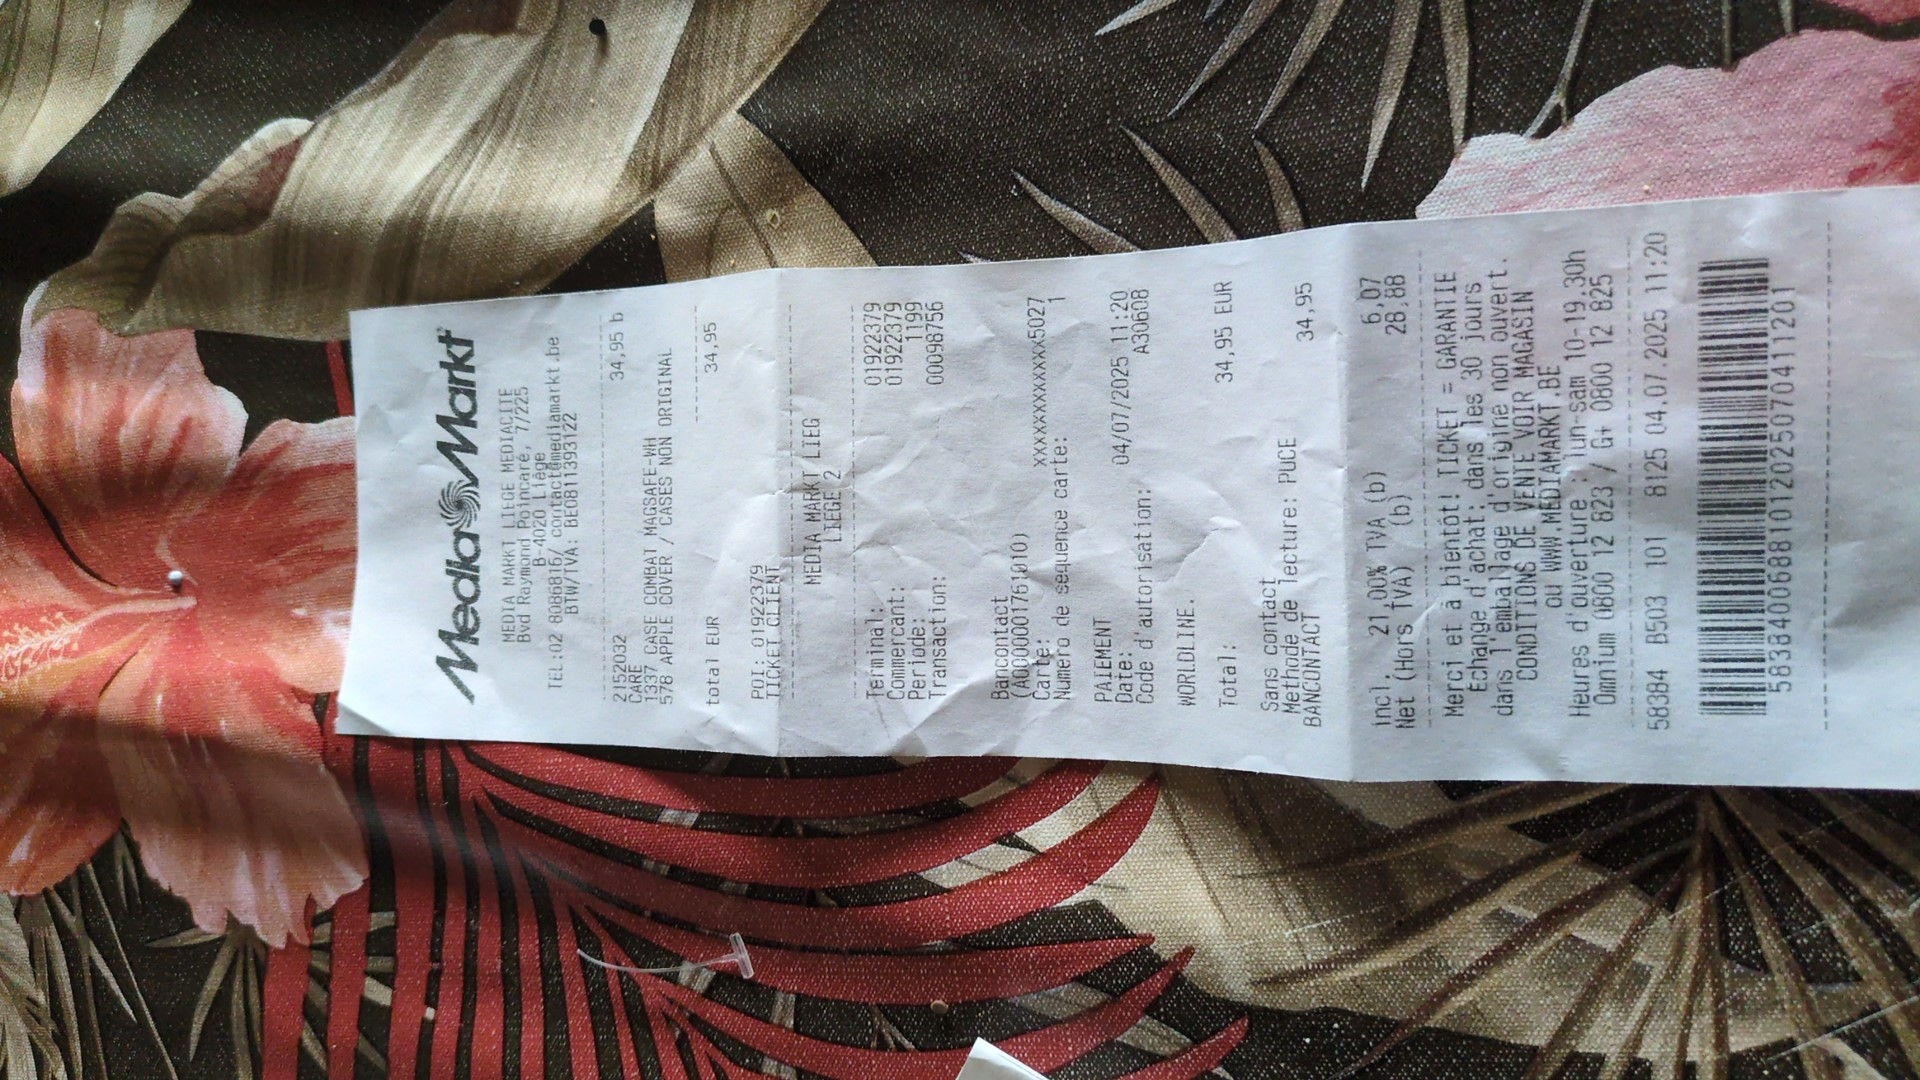 Media Markt
MEDIA MARKT LIEGE MEDIACITE
Bvd Raymond Poincaré, 7/225
B-4020 Liège
TEL:02 8086816/ contact@mediamarkt.be
BTW/TVA: BE0811393122
2152032 34,95 b
CARE
1337 CASE COMBAT MAGSAFE-WH
578 APPLE COVER / CASES NON ORIGINAL
total EUR 34,95
POI: 01922379
TICKET CLIENT
MEDIA MARKT LIEG
LIEGE 2
Terminal: 01922379
Commercant: 01922379
Periode: 1199
Transaction: 00098756
Bancontact
(A0000001761010)
Carte: xxxxxxxxxxxxx5027
Numero de sequence carte: 1
PAIEMENT
Date: 04/07/2025 11:20
Code d'autorisation: A30608
WORLDLINE.
Total: 34,95 EUR
Sans contact
Methode de lecture: PUCE
BANCONTACT 34,95
incl. 21,00% TVA (b) 6,07
Net (Hors TVA) (b) 28,88
Merci et à bientôt! TICKET = GARANTIE
Echange d'achat: dans les 30 jours
dans l'emballage d'origine non ouvert.
CONDITIONS DE VENTE VOIR MAGASIN
ou WWW.MEDIAMARKT.BE
Heures d'ouverture : lun-sam 10-19.30h
Omnium 0800 12 823 / G+ 0800 12 825
58384 B503 101 8125 04.07.2025 11:20
58384006881012025070411201